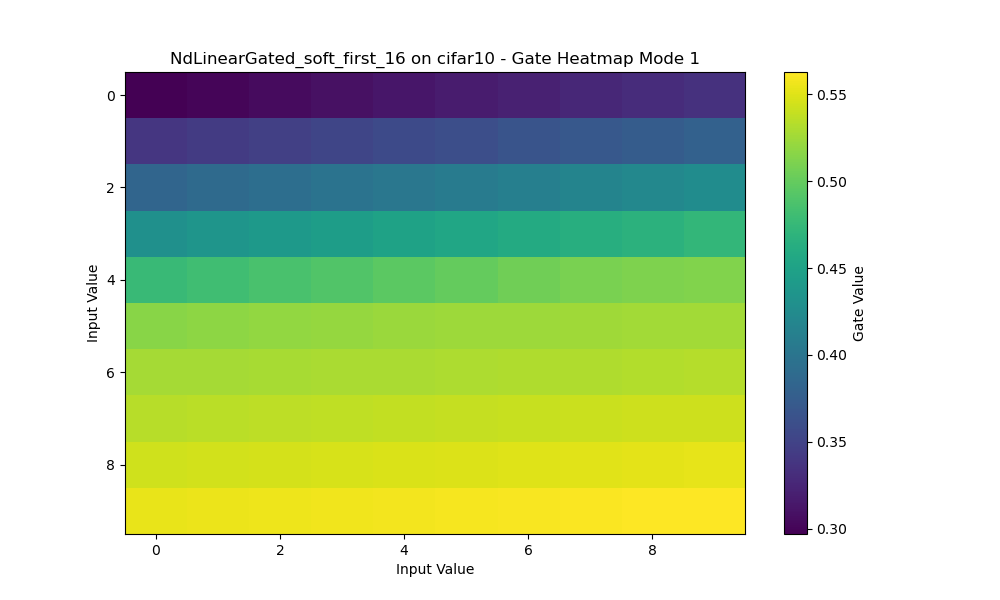 NdLinearGated_soft_first_16 on cifar10 - Gate Heatmap Mode 1
0
2
4
6
8
Input Value
0 2 4 6 8
Input Value
0.55
0.50
0.45
0.40
0.35
0.30
Gate Value